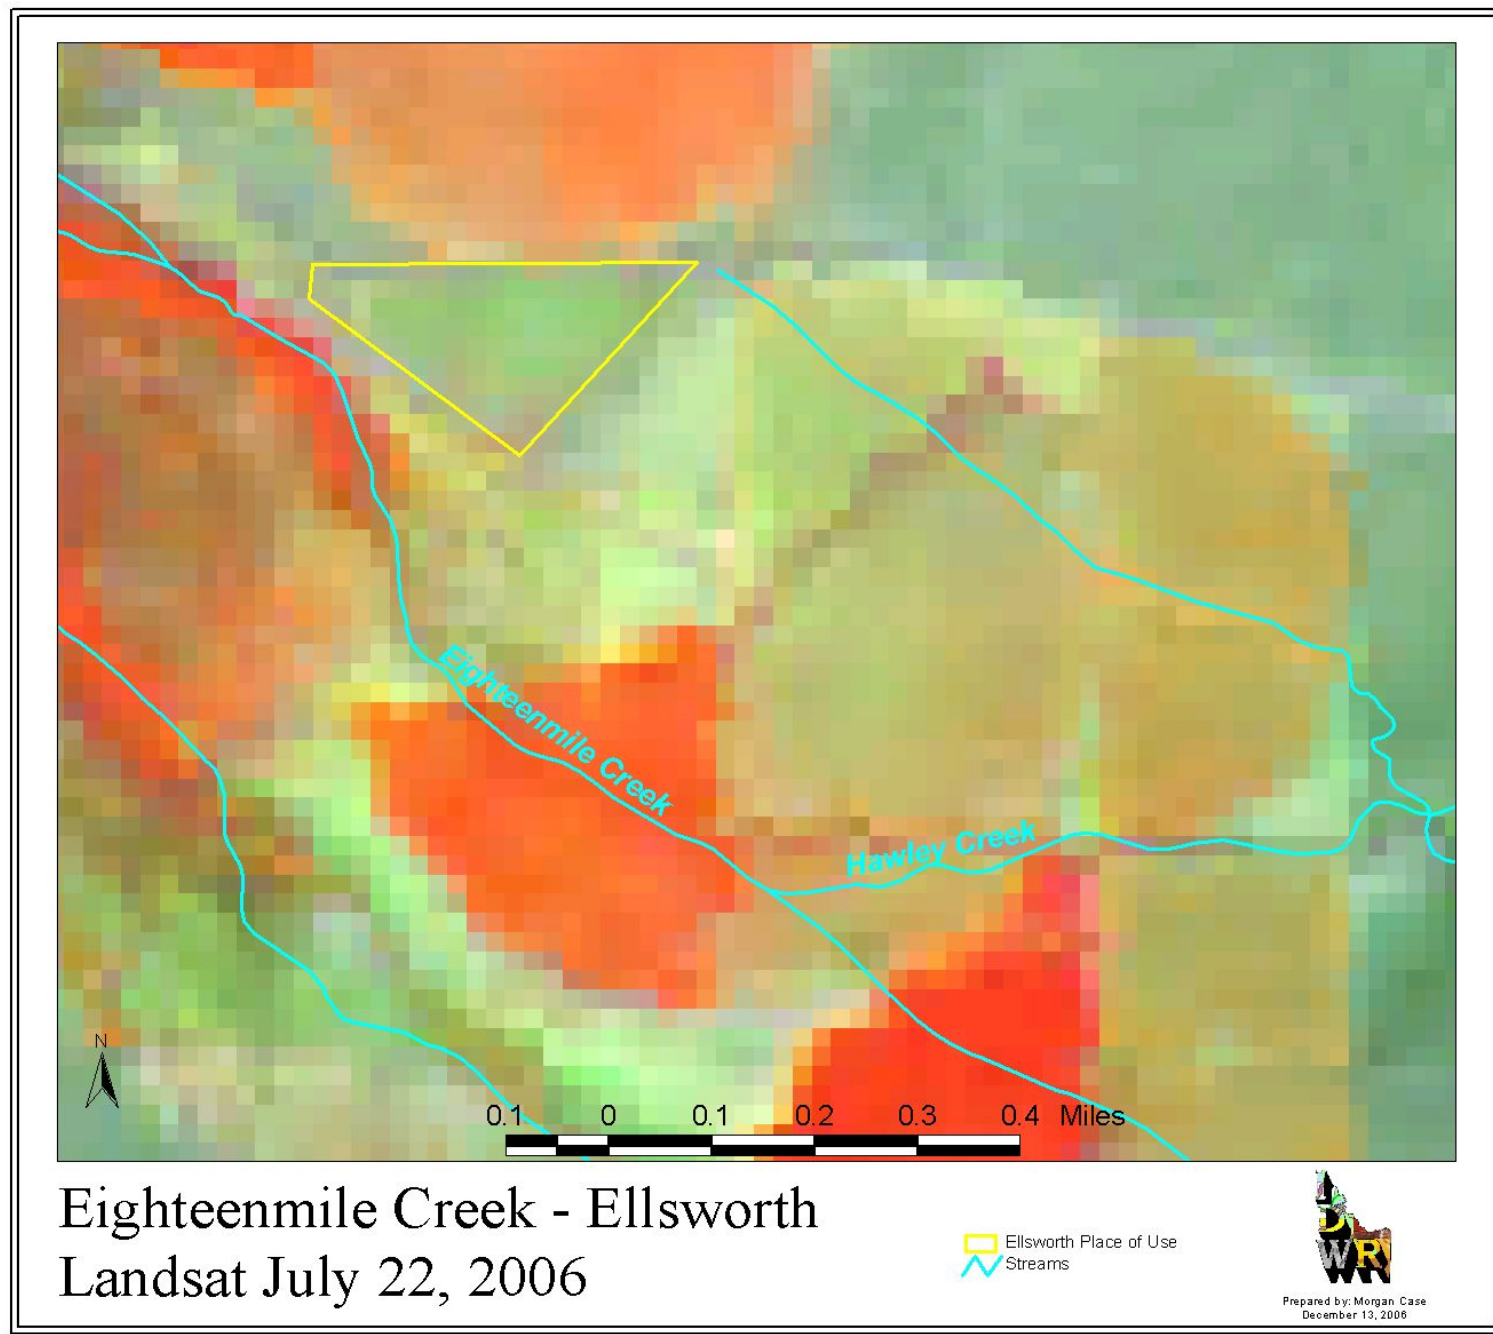 Eighteenmile Creek
Hawley Creek
N
0.1 0 0.1 0.2 0.3 0.4 Miles
Eighteenmile Creek - Ellsworth
Landsat July 22, 2006
Ellsworth Place of Use
Streams
IDWR
Prepared by: Morgan Case
December 13, 2006